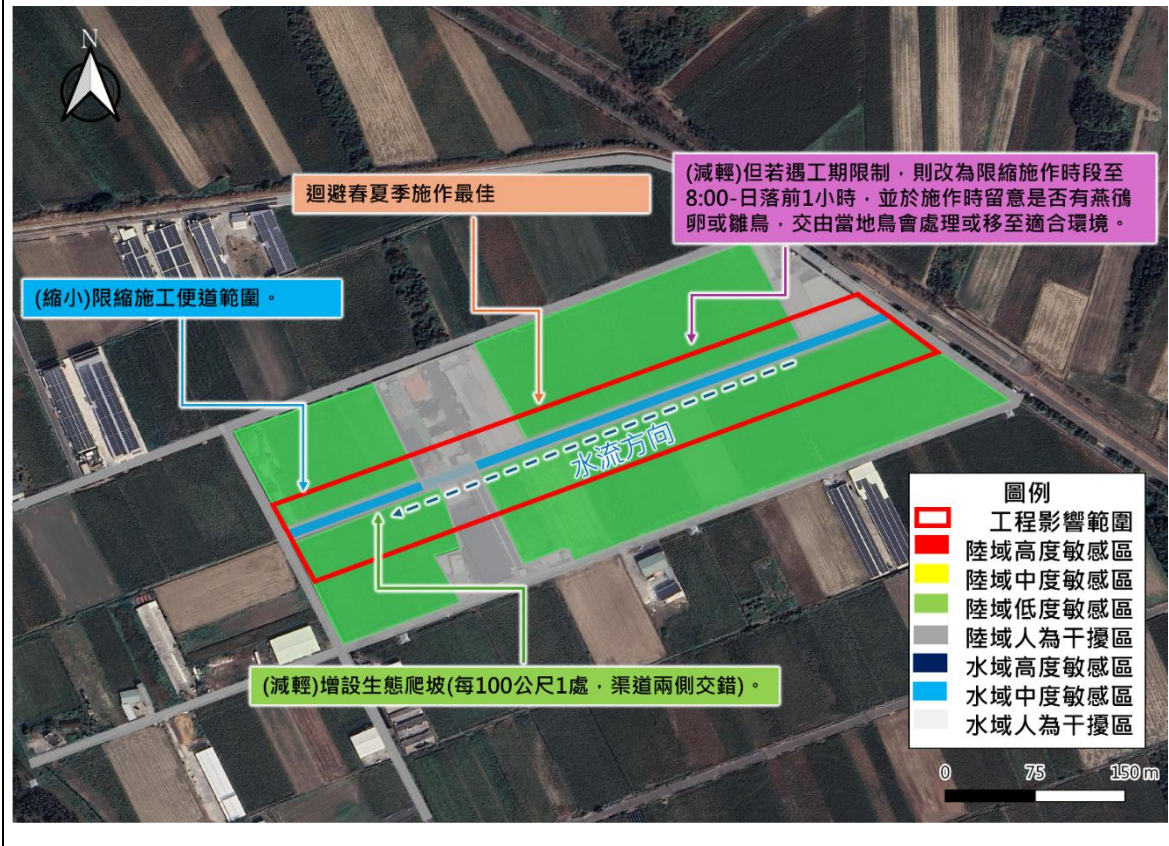 N
迴避春夏季施作最佳
(減輕)但若遇工期限制，則改為限縮施作時段至
8:00-日落前1小時，並於施作時留意是否有燕鴴
卵或雛鳥，交由當地鳥會處理或移至適合環境。
(縮小)限縮施工便道範圍。
水流方向
(減輕)增設生態爬坡(每100公尺1處，渠道兩側交錯)。
圖例
工程影響範圍
陸域高度敏感區
陸域中度敏感區
陸域低度敏感區
陸域人為干擾區
水域高度敏感區
水域中度敏感區
水域人為干擾區
0 75 150 m